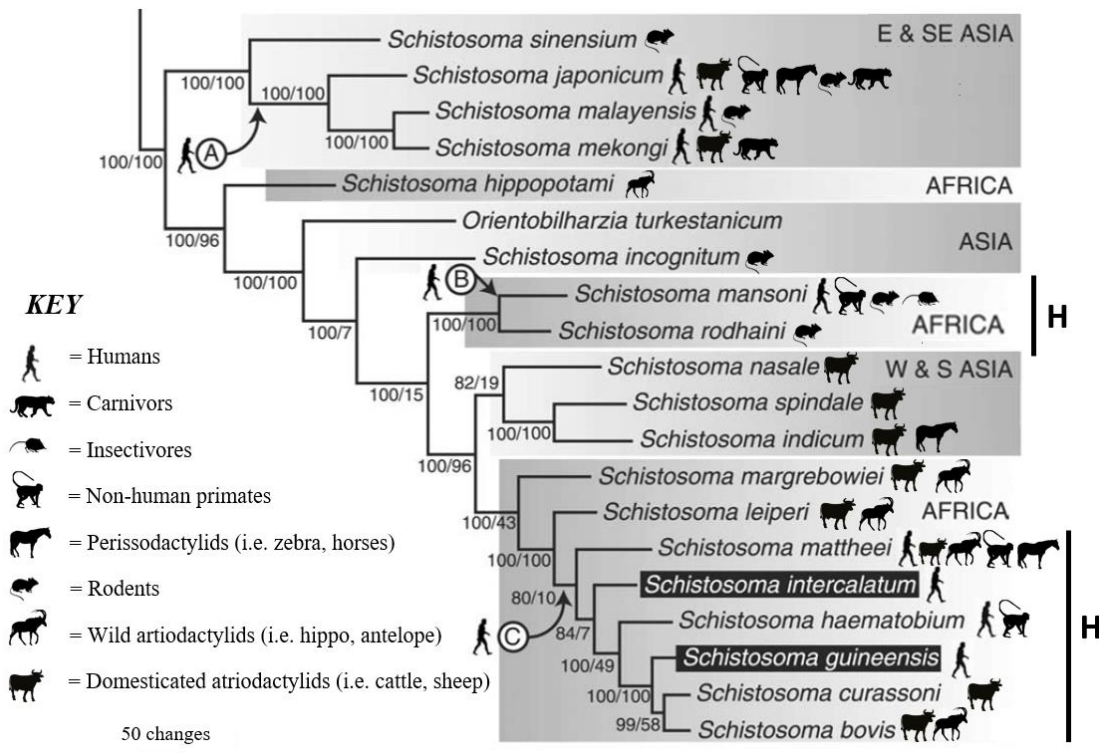 E & SE ASIA
Schistosoma sinensium
Schistosoma japonicum
100/100
100/100
Schistosoma malayensis
100/100
Schistosoma mekongi
100/100
A
Schistosoma hippopotami
AFRICA
Orientobilharzia turkestanicum
100/96
ASIA
Schistosoma incognitum
100/100
B
Schistosoma mansoni
KEY
H
100/7
100/100
AFRICA
Schistosoma rodhaini
= Humans
Schistosoma nasale
W & S ASIA
82/19
100/15
Schistosoma spindale
= Carnivors
100/100
Schistosoma indicum
= Insectivores
100/96
Schistosoma margrebowiei
= Non-human primates
Schistosoma leiperi
AFRICA
100/43
= Perissodactylids (i.e. zebra, horses)
Schistosoma mattheei
100/100
Schistosoma intercalatum
= Rodents
80/10
Schistosoma haematobium
H
= Wild artiodactylids (i.e. hippo, antelope)
C
84/7
Schistosoma guineensis
100/49
= Domesticated atriodactylids (i.e. cattle, sheep)
100/100
Schistosoma curassoni
99/58
Schistosoma bovis
50 changes